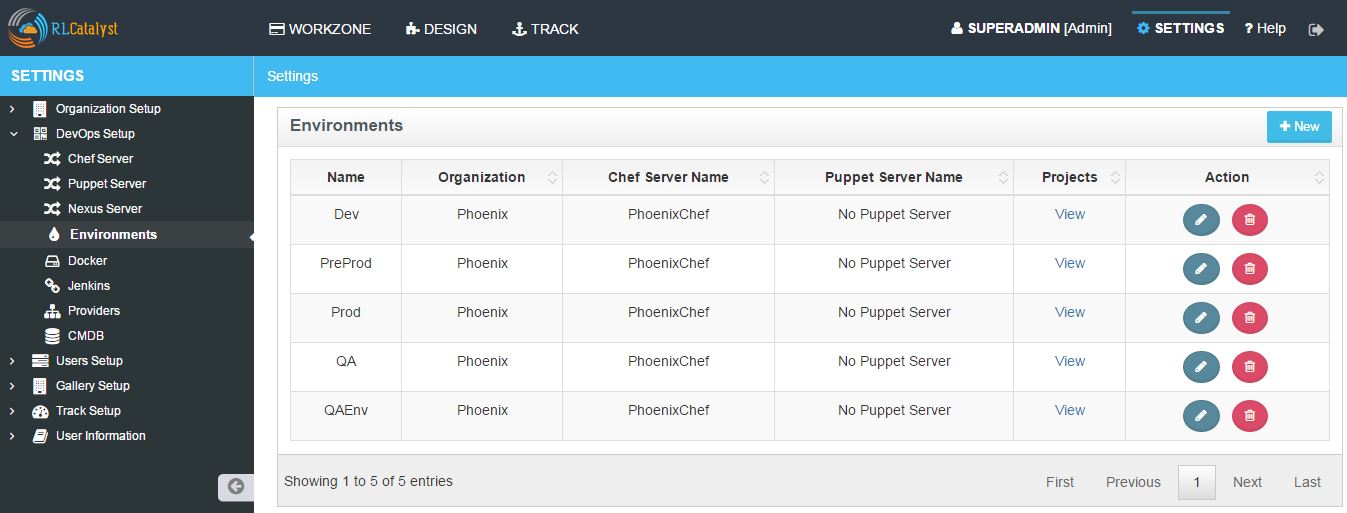 RLCatalyst WORKZONE DESIGN TRACK SUPERADMIN [Admin] SETTINGS ? Help
SETTINGS
Settings
Organization Setup
DevOps Setup
Chef Server
Puppet Server
Nexus Server
Environments
Docker
Jenkins
Providers
CMDB
Users Setup
Gallery Setup
Track Setup
User Information
Environments
+ New
Name Organization Chef Server Name Puppet Server Name Projects Action
Dev Phoenix PhoenixChef No Puppet Server View
PreProd Phoenix PhoenixChef No Puppet Server View
Prod Phoenix PhoenixChef No Puppet Server View
QA Phoenix PhoenixChef No Puppet Server View
QAEnv Phoenix PhoenixChef No Puppet Server View
Showing 1 to 5 of 5 entries First Previous 1 Next Last